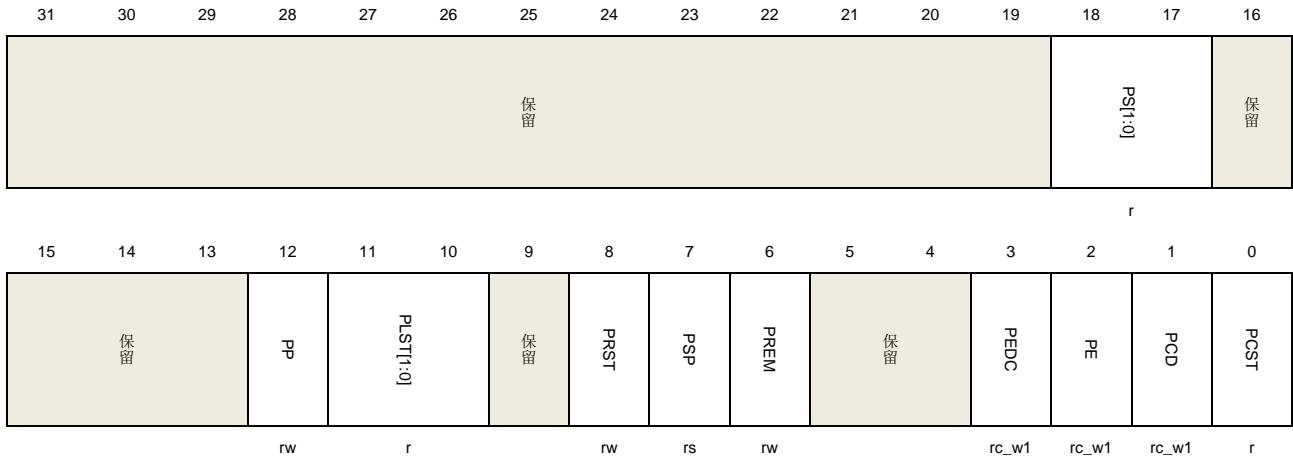 31 30 29 28 27 26 25 24 23 22 21 20 19 18 17 16
保留 PS[1:0] 保留
r
15 14 13 12 11 10 9 8 7 6 5 4 3 2 1 0
保留 PP PLST[1:0] 保留 PRST PSP PREM 保留 PEDC PE PCD PCST
rw r rw rs rw rc_w1 rc_w1 rc_w1 r